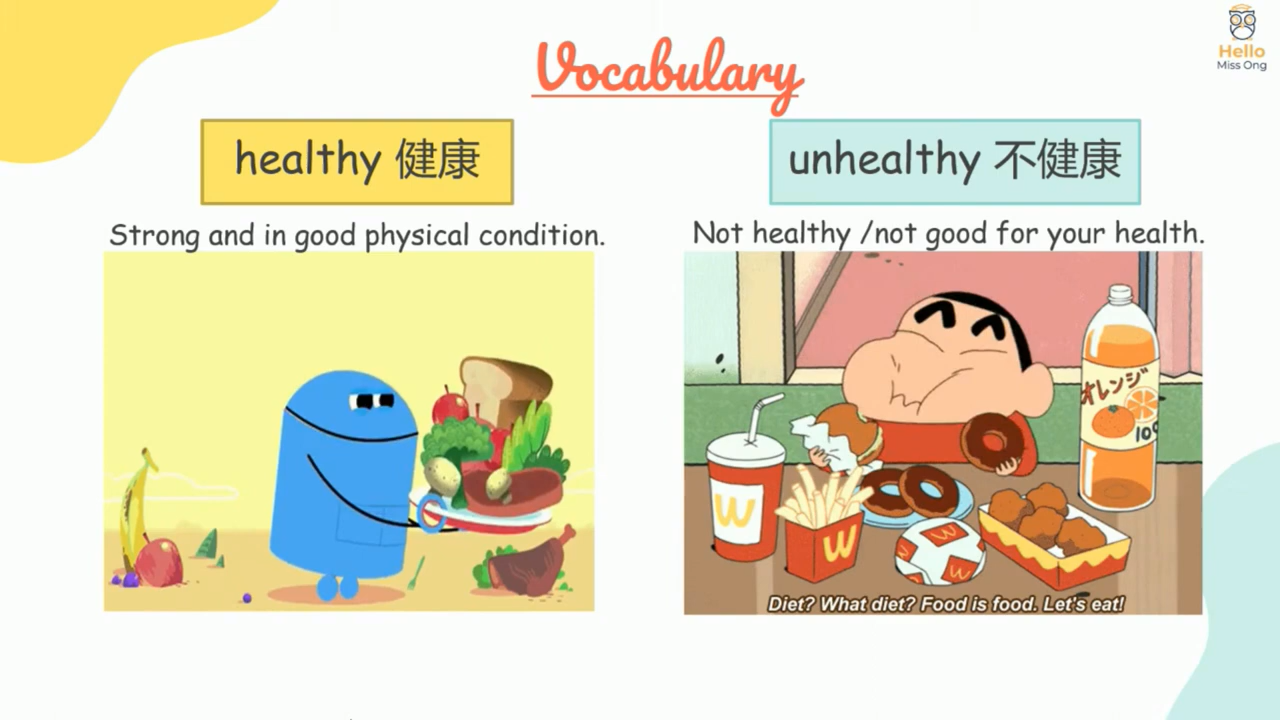 Hello
Miss Ong
Vocabulary
healthy 健康
unhealthy 不健康
Strong and in good physical condition.
Not healthy /not good for your health.
オレンジ
100
W
W
W
Diet? What diet? Food is food. Let's eat!